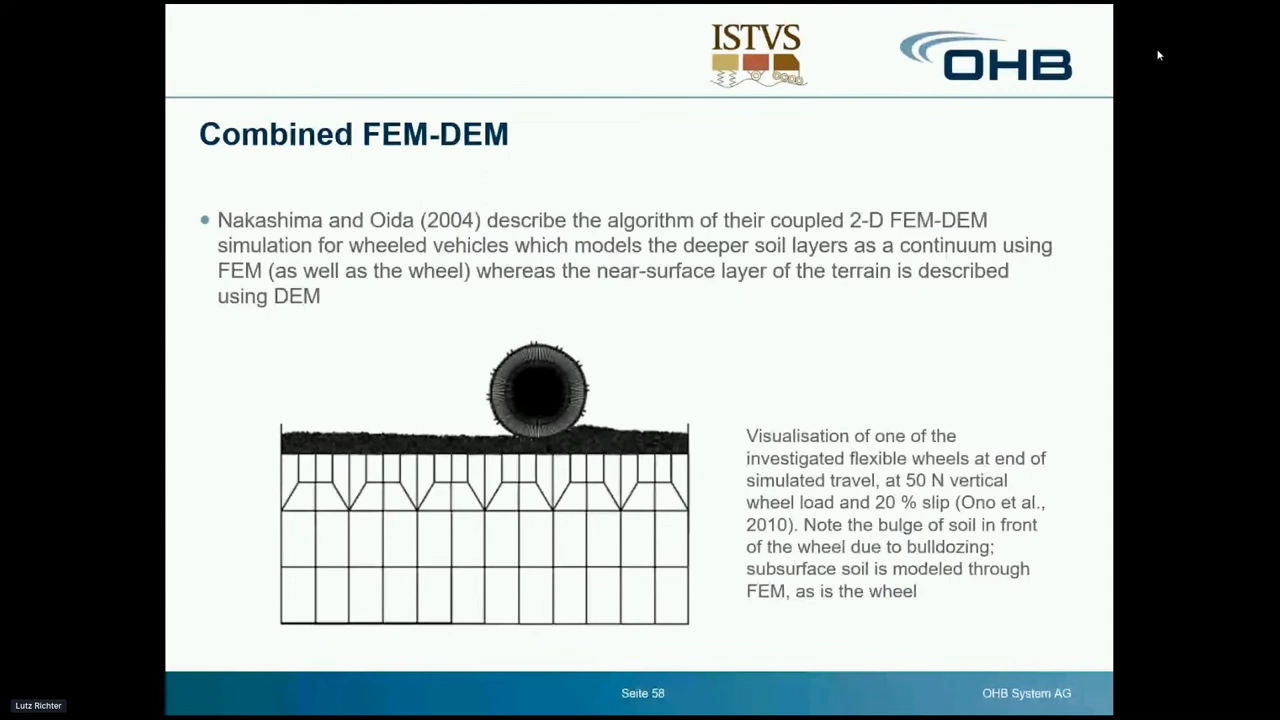 ISTVS
OHB
Combined FEM-DEM
Nakashima and Oida (2004) describe the algorithm of their coupled 2-D FEM-DEM
simulation for wheeled vehicles which models the deeper soil layers as a continuum using
FEM (as well as the wheel) whereas the near-surface layer of the terrain is described
using DEM
Visualisation of one of the
investigated flexible wheels at end of
simulated travel, at 50 N vertical
wheel load and 20 % slip (Ono et al.,
2010). Note the bulge of soil in front
of the wheel due to bulldozing;
subsurface soil is modeled through
FEM, as is the wheel
Seite 58
OHB System AG
Lutz Richter